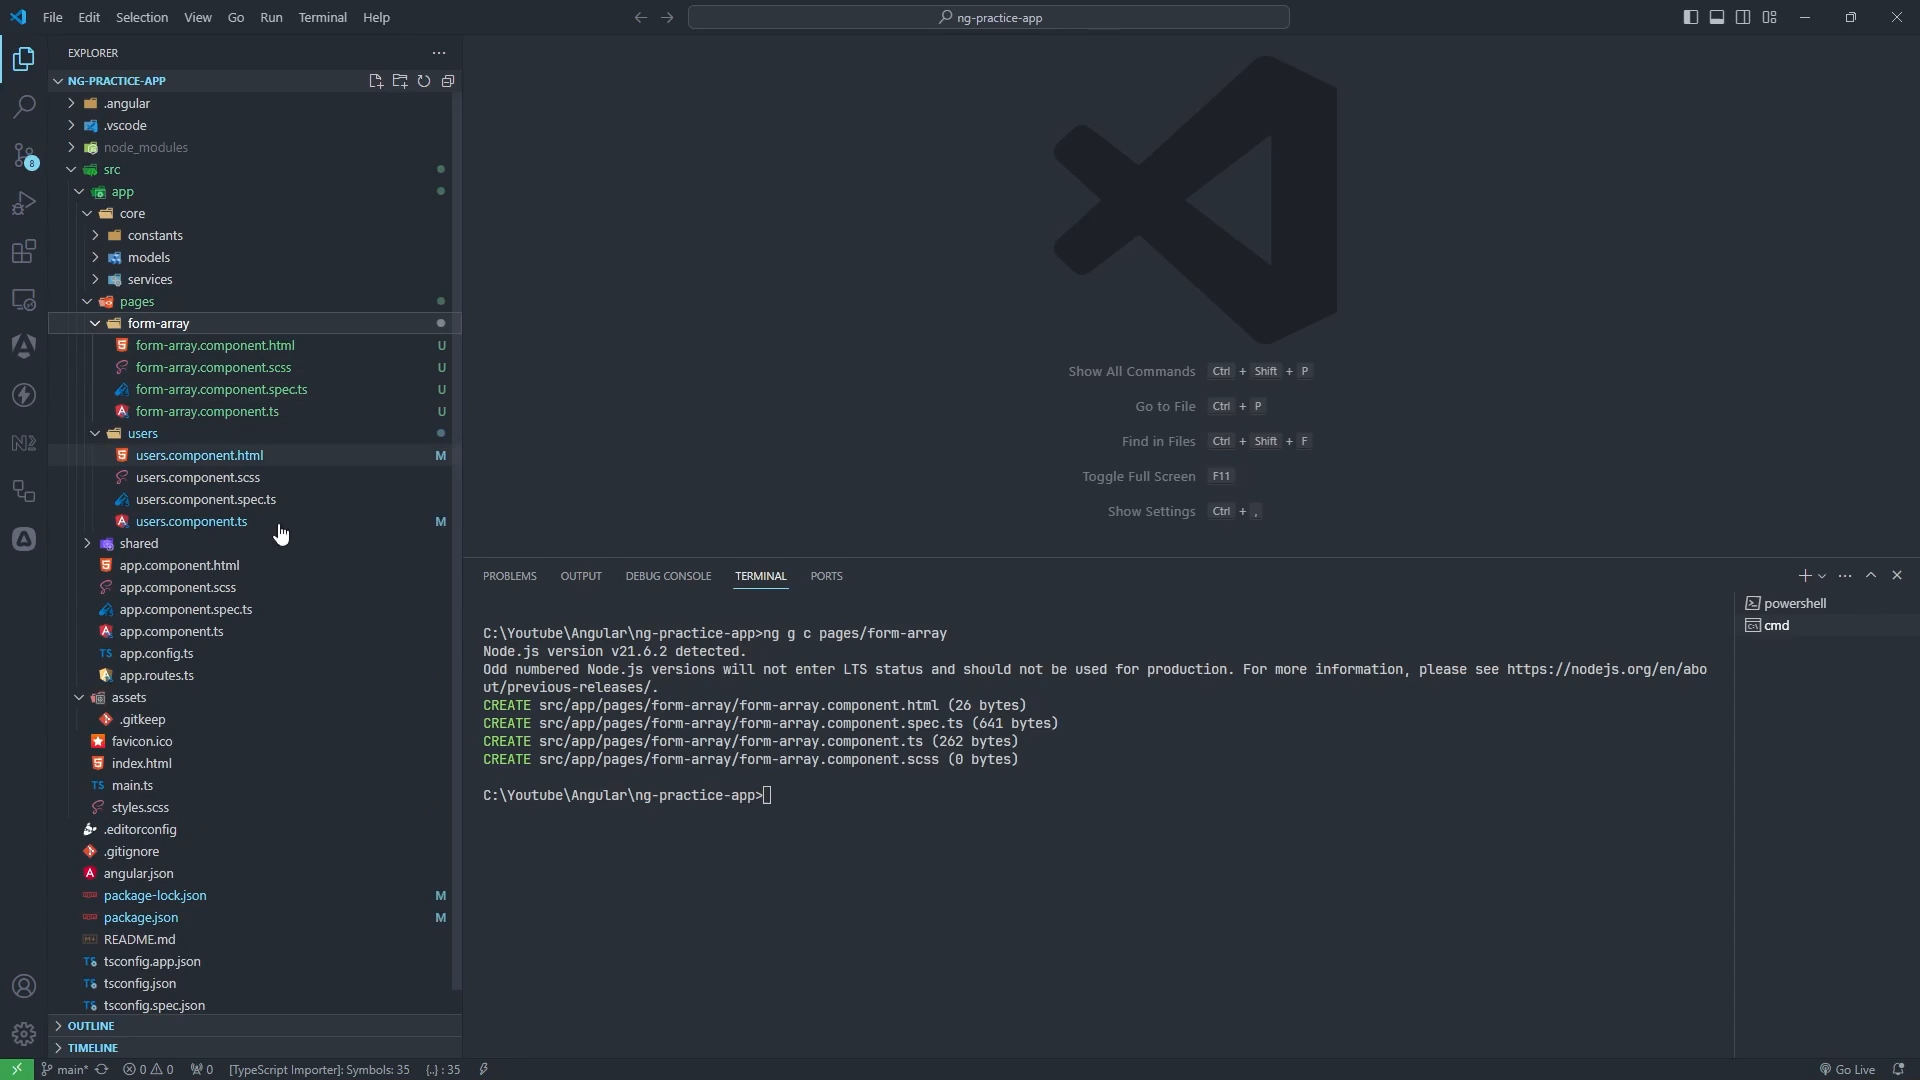 File Edit Selection View Go Run Terminal Help
ng-practice-app
EXPLORER
NG-PRACTICE-APP
.angular
.vscode
node_modules
src
app
core
constants
models
services
pages
form-array
form-array.component.html U
form-array.component.scss U
form-array.component.spec.ts U
form-array.component.ts U
users
users.component.html M
users.component.scss
users.component.spec.ts
users.component.ts M
shared
app.component.html
app.component.scss
app.component.spec.ts
app.component.ts
TS app.config.ts
app.routes.ts
assets
.gitkeep
favicon.ico
index.html
TS main.ts
styles.scss
.editorconfig
.gitignore
angular.json
package-lock.json M
package.json M
README.md
TS tsconfig.app.json
TS tsconfig.json
TS tsconfig.spec.json
OUTLINE
TIMELINE
8
Show All Commands Ctrl + Shift + P
Go to File Ctrl + P
Find in Files Ctrl + Shift + F
Toggle Full Screen F11
Show Settings Ctrl + ,
PROBLEMS OUTPUT DEBUG CONSOLE TERMINAL PORTS
powershell
cmd
C:\Youtube\Angular\ng-practice-app>ng g c pages/form-array
Node.js version v21.6.2 detected.
Odd numbered Node.js versions will not enter LTS status and should not be used for production. For more information, please see https://nodejs.org/en/abo
ut/previous-releases/.
CREATE src/app/pages/form-array/form-array.component.html (26 bytes)
CREATE src/app/pages/form-array/form-array.component.spec.ts (641 bytes)
CREATE src/app/pages/form-array/form-array.component.ts (262 bytes)
CREATE src/app/pages/form-array/form-array.component.scss (0 bytes)
C:\Youtube\Angular\ng-practice-app>
main* 0 0 0 [TypeScript Importer]: Symbols: 35 {..} : 35 Go Live